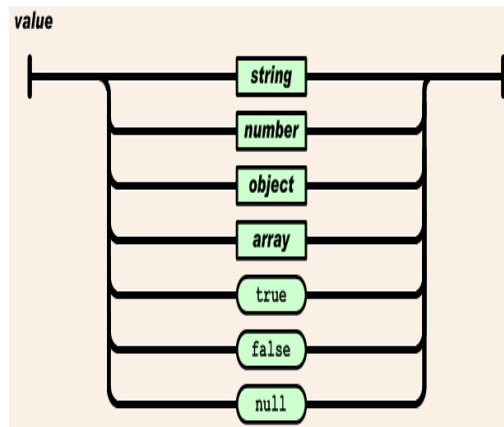 value
string
number
object
array
true
false
null